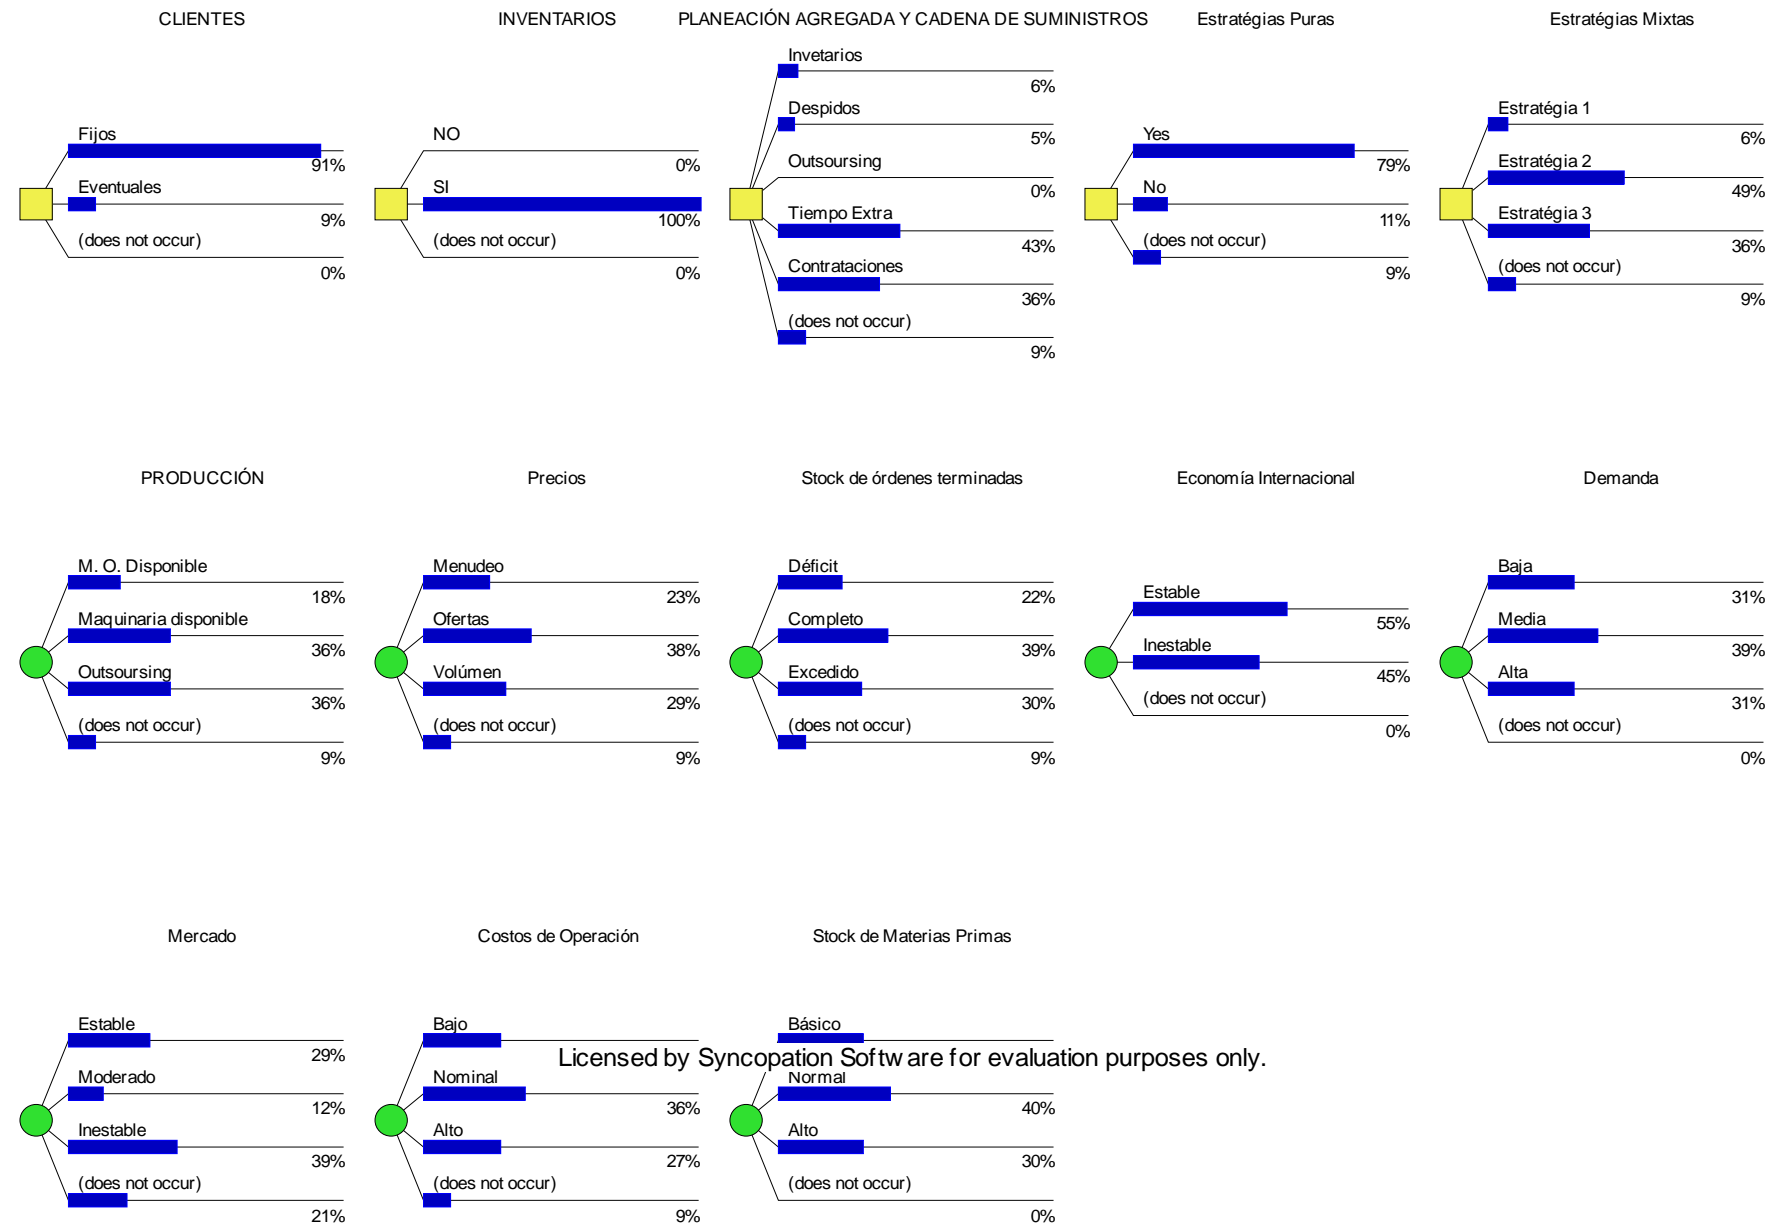 CLIENTES
Fijos
91%
Eventuales
9%
(does not occur)
0%
INVENTARIOS
NO
0%
SI
100%
(does not occur)
0%
PLANEACIÓN AGREGADA Y CADENA DE SUMINISTROS
Invetarios
6%
Despidos
5%
Outsoursing
0%
Tiempo Extra
43%
Contrataciones
36%
(does not occur)
9%
Estratégias Puras
Yes
79%
No
11%
(does not occur)
9%
Estratégias Mixtas
Estratégia 1
6%
Estratégia 2
49%
Estratégia 3
36%
(does not occur)
9%
PRODUCCIÓN
M. O. Disponible
18%
Maquinaria disponible
36%
Outsoursing
36%
(does not occur)
9%
Precios
Menudeo
23%
Ofertas
38%
Volúmen
29%
(does not occur)
9%
Stock de órdenes terminadas
Déficit
22%
Completo
39%
Excedido
30%
(does not occur)
9%
Economía Internacional
Estable
55%
Inestable
45%
(does not occur)
0%
Demanda
Baja
31%
Media
39%
Alta
31%
(does not occur)
0%
Mercado
Estable
29%
Moderado
12%
Inestable
39%
(does not occur)
21%
Costos de Operación
Bajo
Nominal
36%
Alto
27%
(does not occur)
9%
Stock de Materias Primas
Básico
Normal
40%
Alto
30%
(does not occur)
0%
Licensed by Syncopation Software for evaluation purposes only.